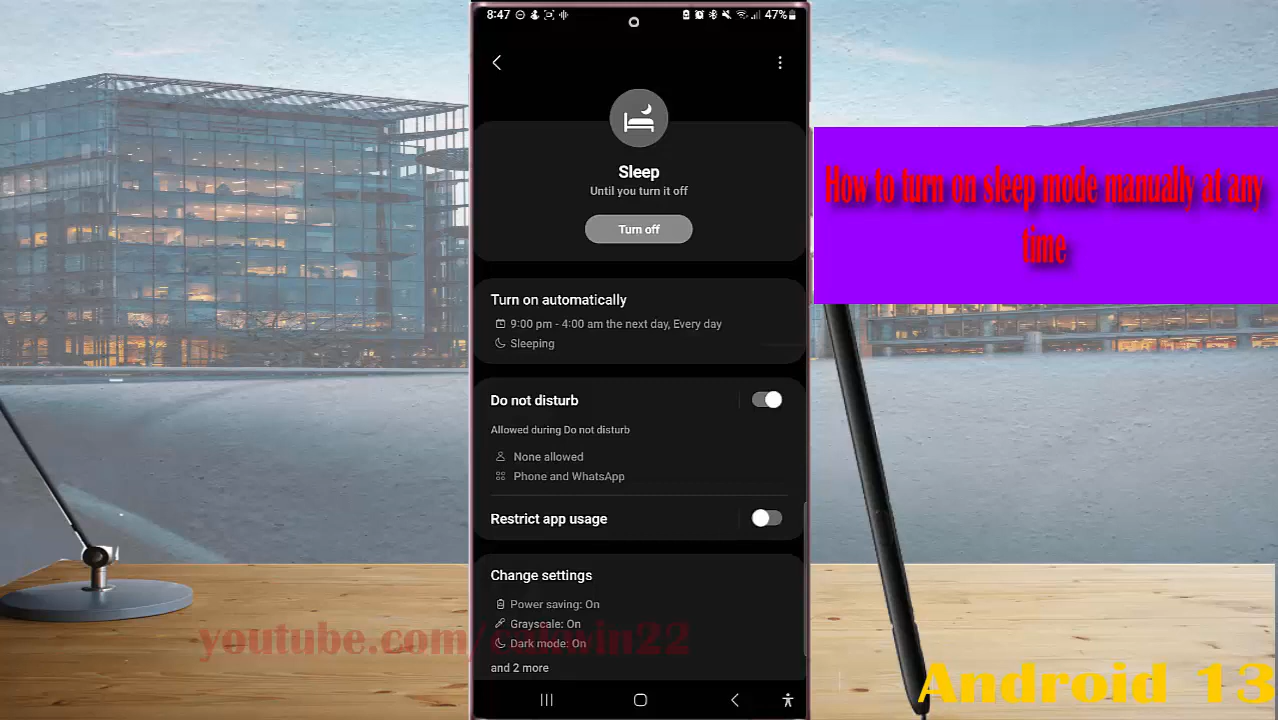 8:47
47%
Sleep
Until you turn it off
Turn off
How to turn on sleep mode manually at any
time
Turn on automatically
9:00 pm - 4:00 am the next day, Every day
Sleeping
Do not disturb
Allowed during Do not disturb
None allowed
Phone and WhatsApp
Restrict app usage
Change settings
Power saving: On
Grayscale: On
Dark mode: On
and 2 more
youtube.com/
Android 13